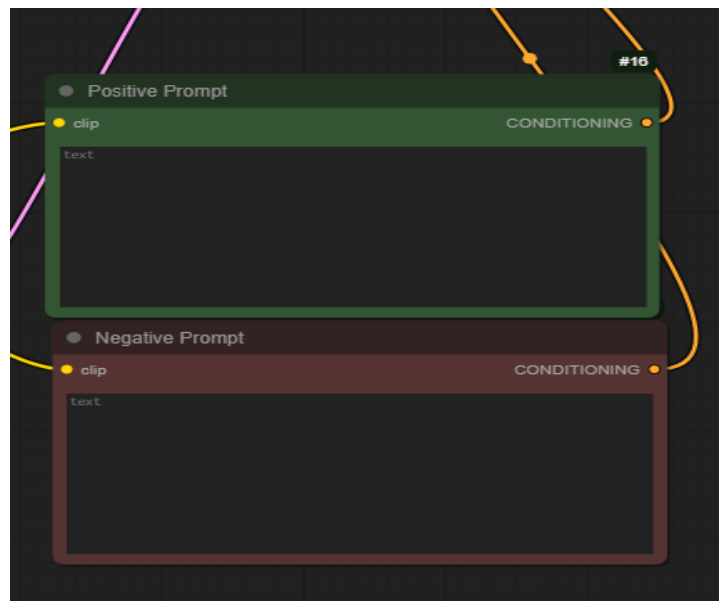 #16
Positive Prompt
clip CONDITIONING
text
Negative Prompt
clip CONDITIONING
text